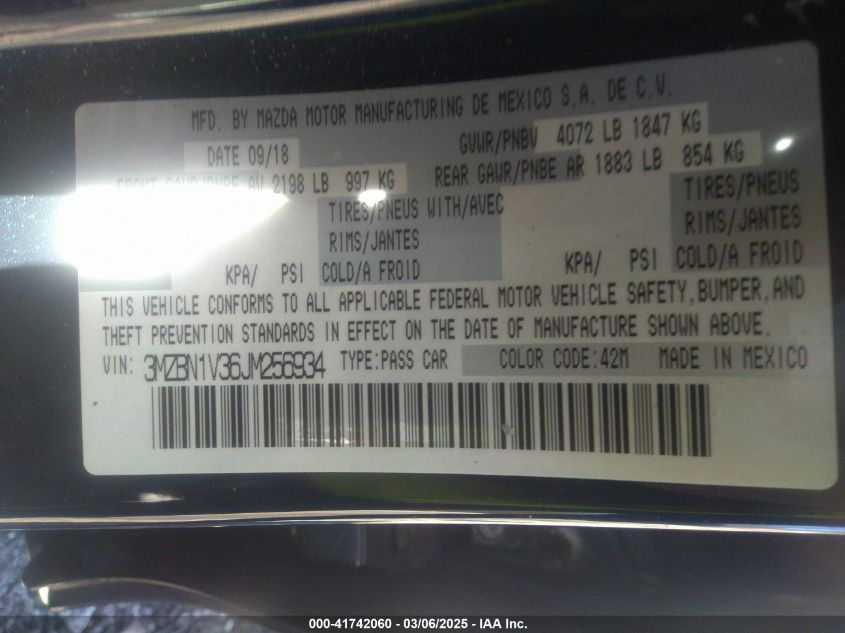 MFD. BY MAZDA MOTOR MANUFACTURING DE MEXICO S.A. DE C.V.
DATE 09/18 GVWR/PNBV 4072 LB 1847 KG
FRONT GAWR/PNBE AV 2198 LB 997 KG REAR GAWR/PNBE AR 1883 LB 854 KG
TIRES/PNEUS WITH/AVEC TIRES/PNEUS
RIMS/JANTES RIMS/JANTES
KPA/ PSI COLD/A FROID KPA/ PSI COLD/A FROID
THIS VEHICLE CONFORMS TO ALL APPLICABLE FEDERAL MOTOR VEHICLE SAFETY, BUMPER, AND
THEFT PREVENTION STANDARDS IN EFFECT ON THE DATE OF MANUFACTURE SHOWN ABOVE.
VIN: 3MZBN1V36JM256934 TYPE:PASS CAR COLOR CODE:42M MADE IN MEXICO
000-41742060 - 03/06/2025 - IAA Inc.